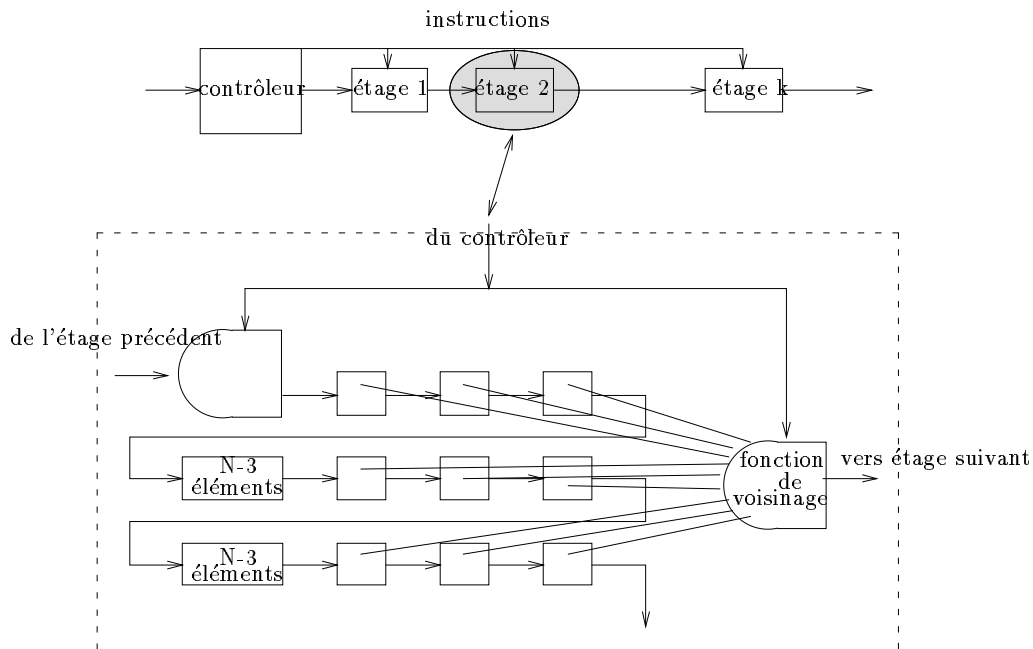 instructions
contrôleur
étage 1
étage 2
étage k
du contrôleur
de l'étage précédent
fonction
de
voisinage
vers étage suivant
N-3
éléments
N-3
éléments